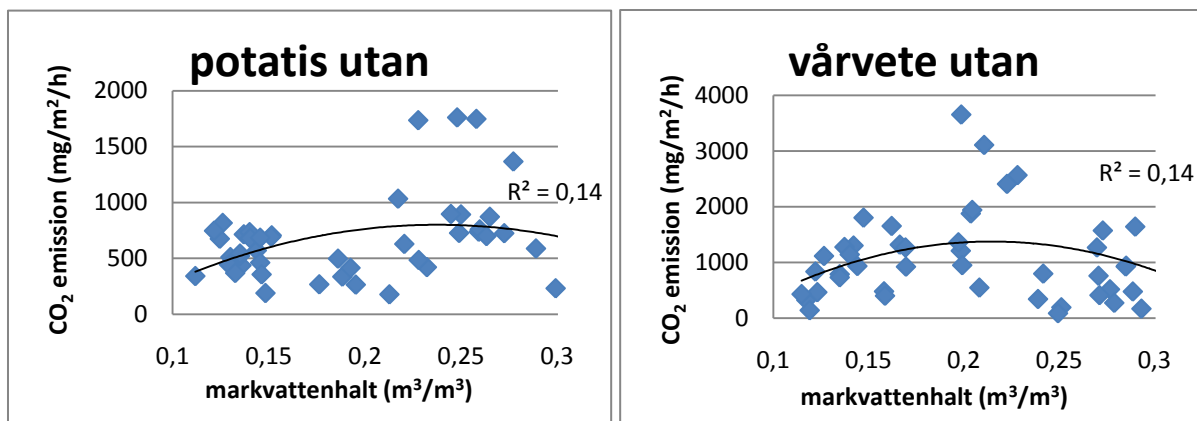 potatis utan
CO₂ emission (mg/m²/h)
2000
1500
1000
500
0
R² = 0,14
0,1 0,15 0,2 0,25 0,3
markvattenhalt (m³/m³)
vårvete utan
CO₂ emission (mg/m²/h)
4000
3000
2000
1000
0
R² = 0,14
0,1 0,15 0,2 0,25 0,3
markvattenhalt (m³/m³)